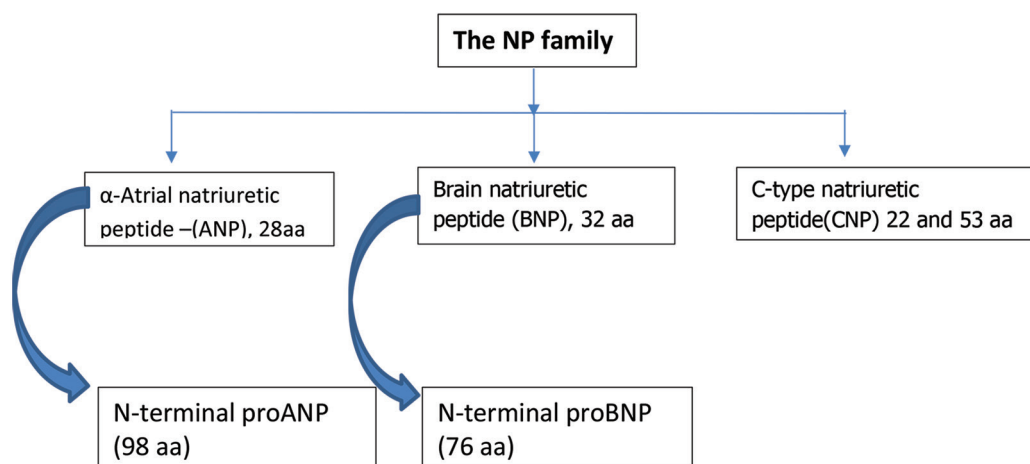 The NP family
α-Atrial natriuretic
peptide –(ANP), 28aa
Brain natriuretic
peptide (BNP), 32 aa
C-type natriuretic
peptide(CNP) 22 and 53 aa
N-terminal proANP
(98 aa)
N-terminal proBNP
(76 aa)